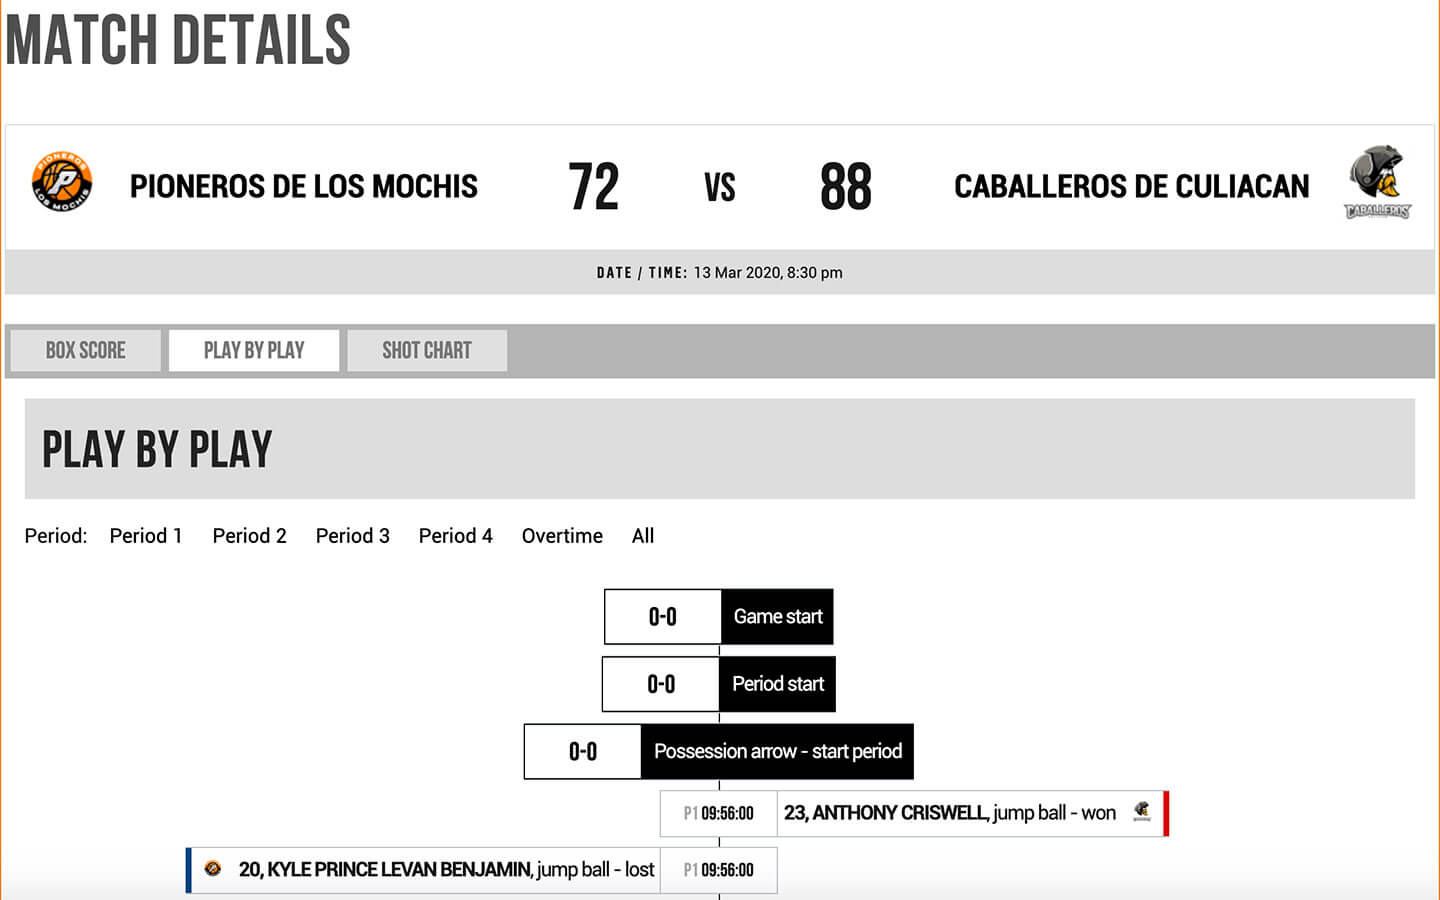 MATCH DETAILS
PIONEROS
LOS MOCHIS
PIONEROS DE LOS MOCHIS 72 VS 88 CABALLEROS DE CULIACAN
CABALLEROS
DATE / TIME: 13 Mar 2020, 8:30 pm
BOX SCORE PLAY BY PLAY SHOT CHART
PLAY BY PLAY
Period: Period 1 Period 2 Period 3 Period 4 Overtime All
0-0 Game start
0-0 Period start
0-0 Possession arrow - start period
P1 09:56:00 23, ANTHONY CRISWELL, jump ball - won
20, KYLE PRINCE LEVAN BENJAMIN, jump ball - lost P1 09:56:00